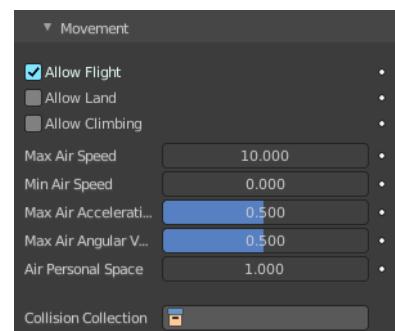 Movement
Allow Flight
Allow Land
Allow Climbing
Max Air Speed 10.000
Min Air Speed 0.000
Max Air Accelerati... 0.500
Max Air Angular V... 0.500
Air Personal Space 1.000
Collision Collection